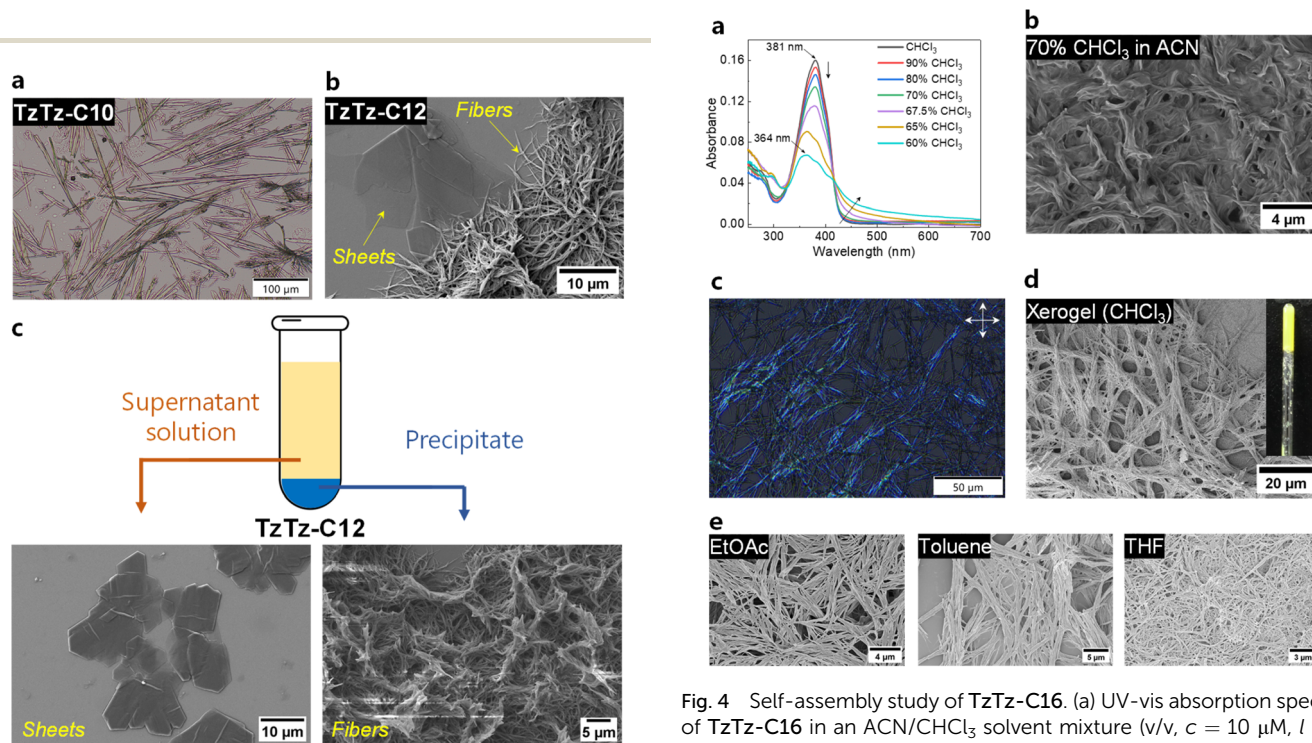 a
TzTz-C10
100 µm
b
TzTz-C12
Fibers
Sheets
10 µm
c
Supernatant
solution
Precipitate
TzTz-C12
Sheets
10 µm
Fibers
5 µm
a
381 nm
364 nm
CHCl₃
90% CHCl₃
80% CHCl₃
70% CHCl₃
67.5% CHCl₃
65% CHCl₃
60% CHCl₃
Absorbance
0.16
0.12
0.08
0.04
0.00
300 400 500 600 700
Wavelength (nm)
b
70% CHCl₃ in ACN
4 µm
c
50 µm
d
Xerogel (CHCl₃)
20 µm
e
EtOAc
4 µm
Toluene
5 µm
THF
3 µm
Fig. 4 Self-assembly study of TzTz-C16. (a) UV-vis absorption spec
of TzTz-C16 in an ACN/CHCl₃ solvent mixture (v/v, c = 10 µM, l